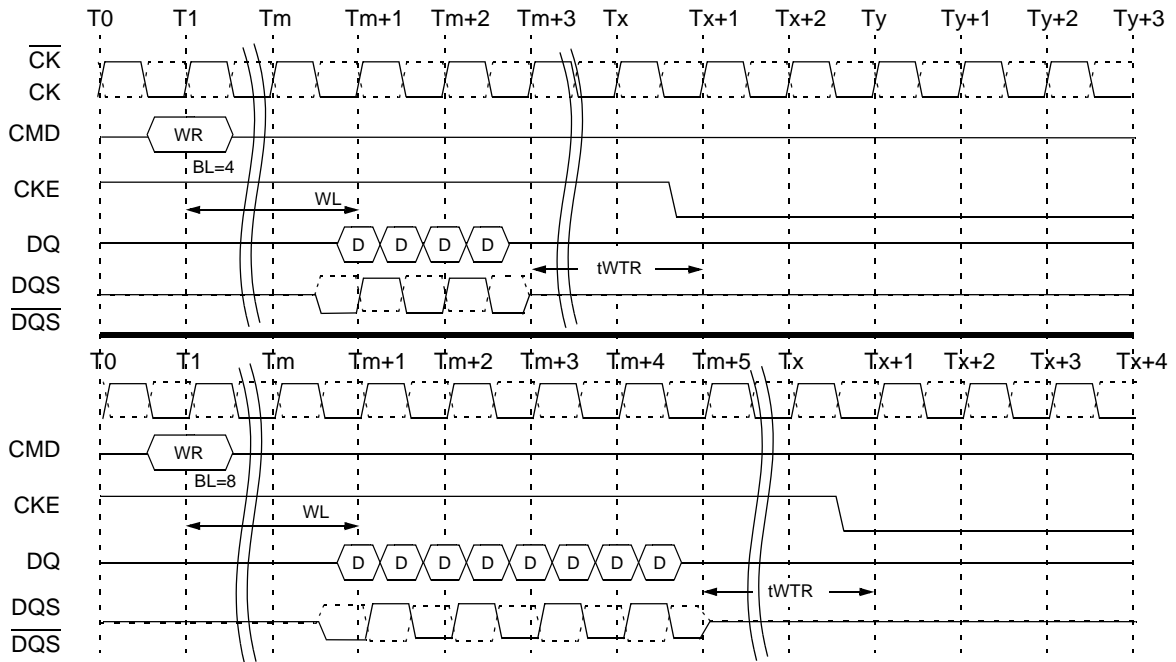 T0 T1 Tm Tm+1 Tm+2 Tm+3 Tx Tx+1 Tx+2 Ty Ty+1 Ty+2 Ty+3
CK
CK
CMD WR
BL=4
CKE
WL
DQ D D D D
tWTR
DQS
DQS
T0 T1 Tm Tm+1 Tm+2 Tm+3 Tm+4 Tm+5 Tx Tx+1 Tx+2 Tx+3 Tx+4
CMD WR
BL=8
CKE
WL
DQ D D D D D D D D
tWTR
DQS
DQS